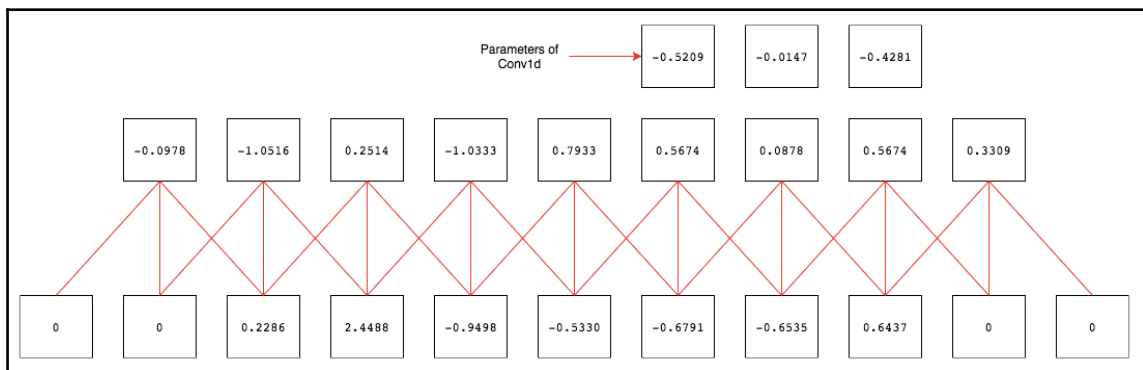 Parameters of
Conv1d
-0.5209 -0.0147 -0.4281
-0.0978 -1.0516 0.2514 -1.0333 0.7933 0.5674 0.0878 0.5674 0.3309
0 0 0.2286 2.4488 -0.9498 -0.5330 -0.6791 -0.6535 0.6437 0 0